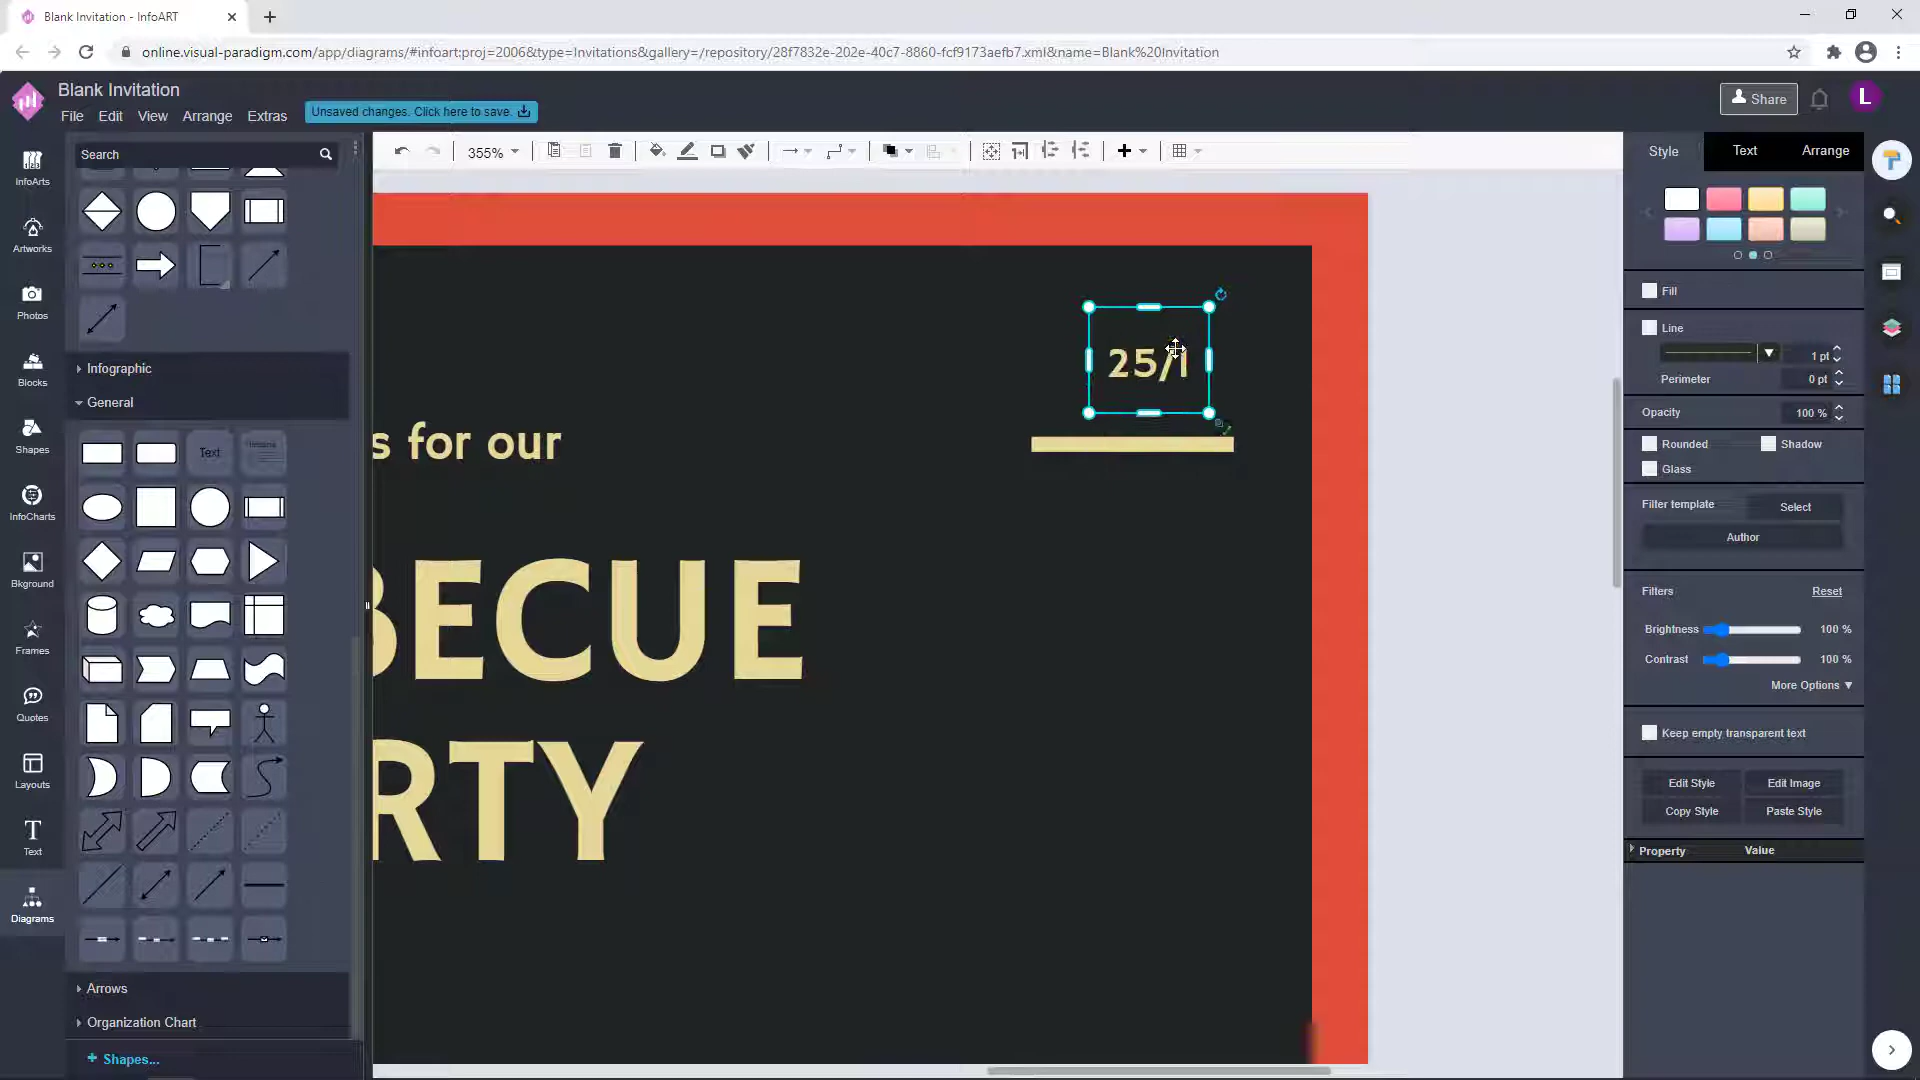 Blank Invitation - InfoART
online.visual-paradigm.com/app/diagrams/#infoart:proj=2006&type=Invitations&gallery=/repository/28f7832e-202e-40c7-8860-fcf9173aefb7.xml&name=Blank%20Invitation
Blank Invitation
File Edit View Arrange Extras
Unsaved changes. Click here to save.
Share
L
Search
355%
Style Text Arrange
InfoArts
Artworks
Photos
Blocks
Shapes
InfoCharts
Bkground
Frames
Quotes
Layouts
Text
Diagrams
Infographic
General
Text
Arrows
Organization Chart
+ Shapes...
25/1
s for our
BECUE
RTY
Fill
Line
1 pt
Perimeter 0 pt
Opacity 100 %
Rounded Shadow
Glass
Filter template Select
Author
Filters Reset
Brightness 100 %
Contrast 100 %
More Options ▼
Keep empty transparent text
Edit Style Edit Image
Copy Style Paste Style
Property Value